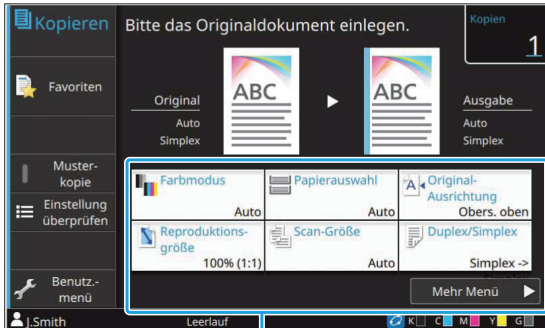 Kopieren
Bitte das Originaldokument einlegen.
Kopien
1
Favoriten
Original
Auto
Simplex
ABC
ABC
Ausgabe
Auto
Simplex
Muster-
kopie
Einstellung
überprüfen
Benutz.-
menü
Farbmodus
Auto
Papierauswahl
Auto
A
Original-
Ausrichtung
Obers. oben
Reproduktions-
größe
100% (1:1)
Scan-Größe
Auto
Duplex/Simplex
Simplex ->
Mehr Menü
J.Smith
Leerlauf
K C M Y G